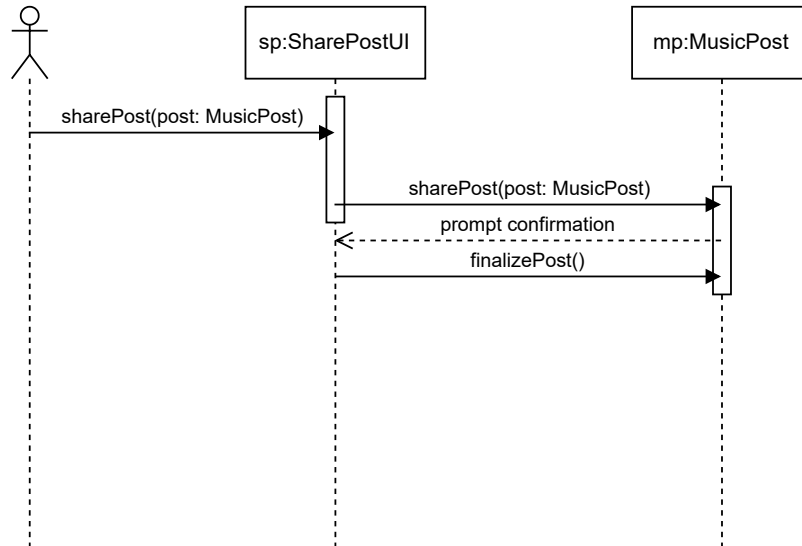 sp:SharePostUI
mp:MusicPost
sharePost(post: MusicPost)
sharePost(post: MusicPost)
prompt confirmation
finalizePost()